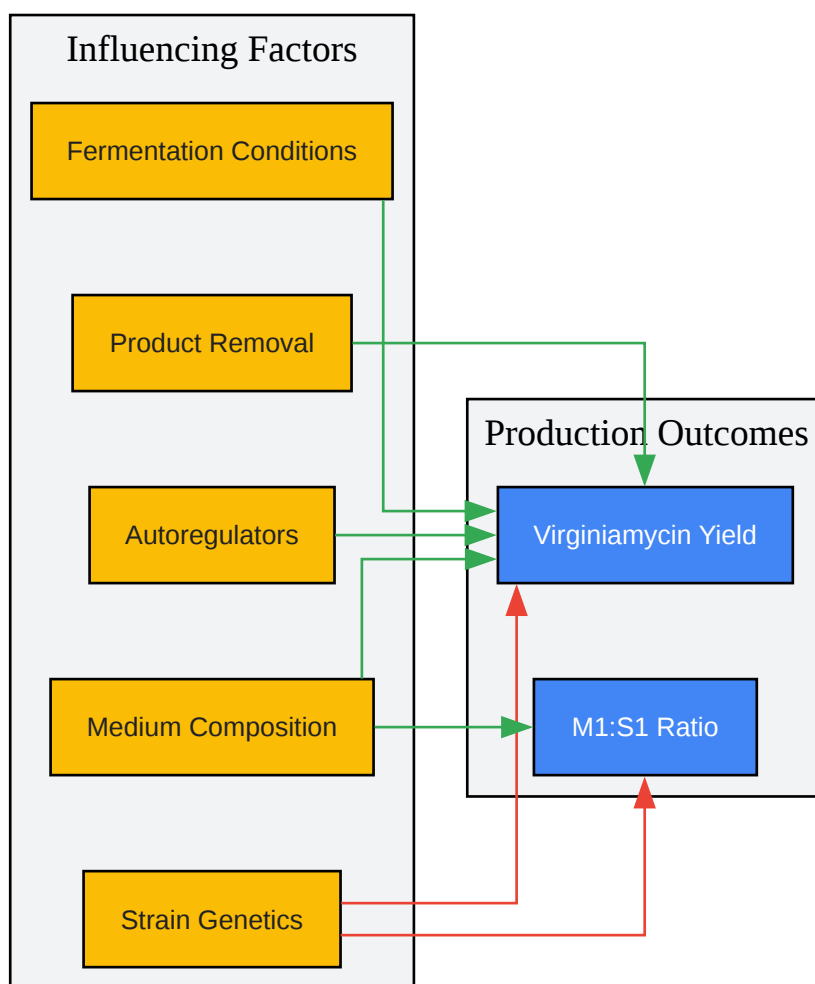 Influencing Factors
Fermentation Conditions
Product Removal
Autoregulators
Medium Composition
Strain Genetics
Production Outcomes
Virginiamycin Yield
M1:S1 Ratio